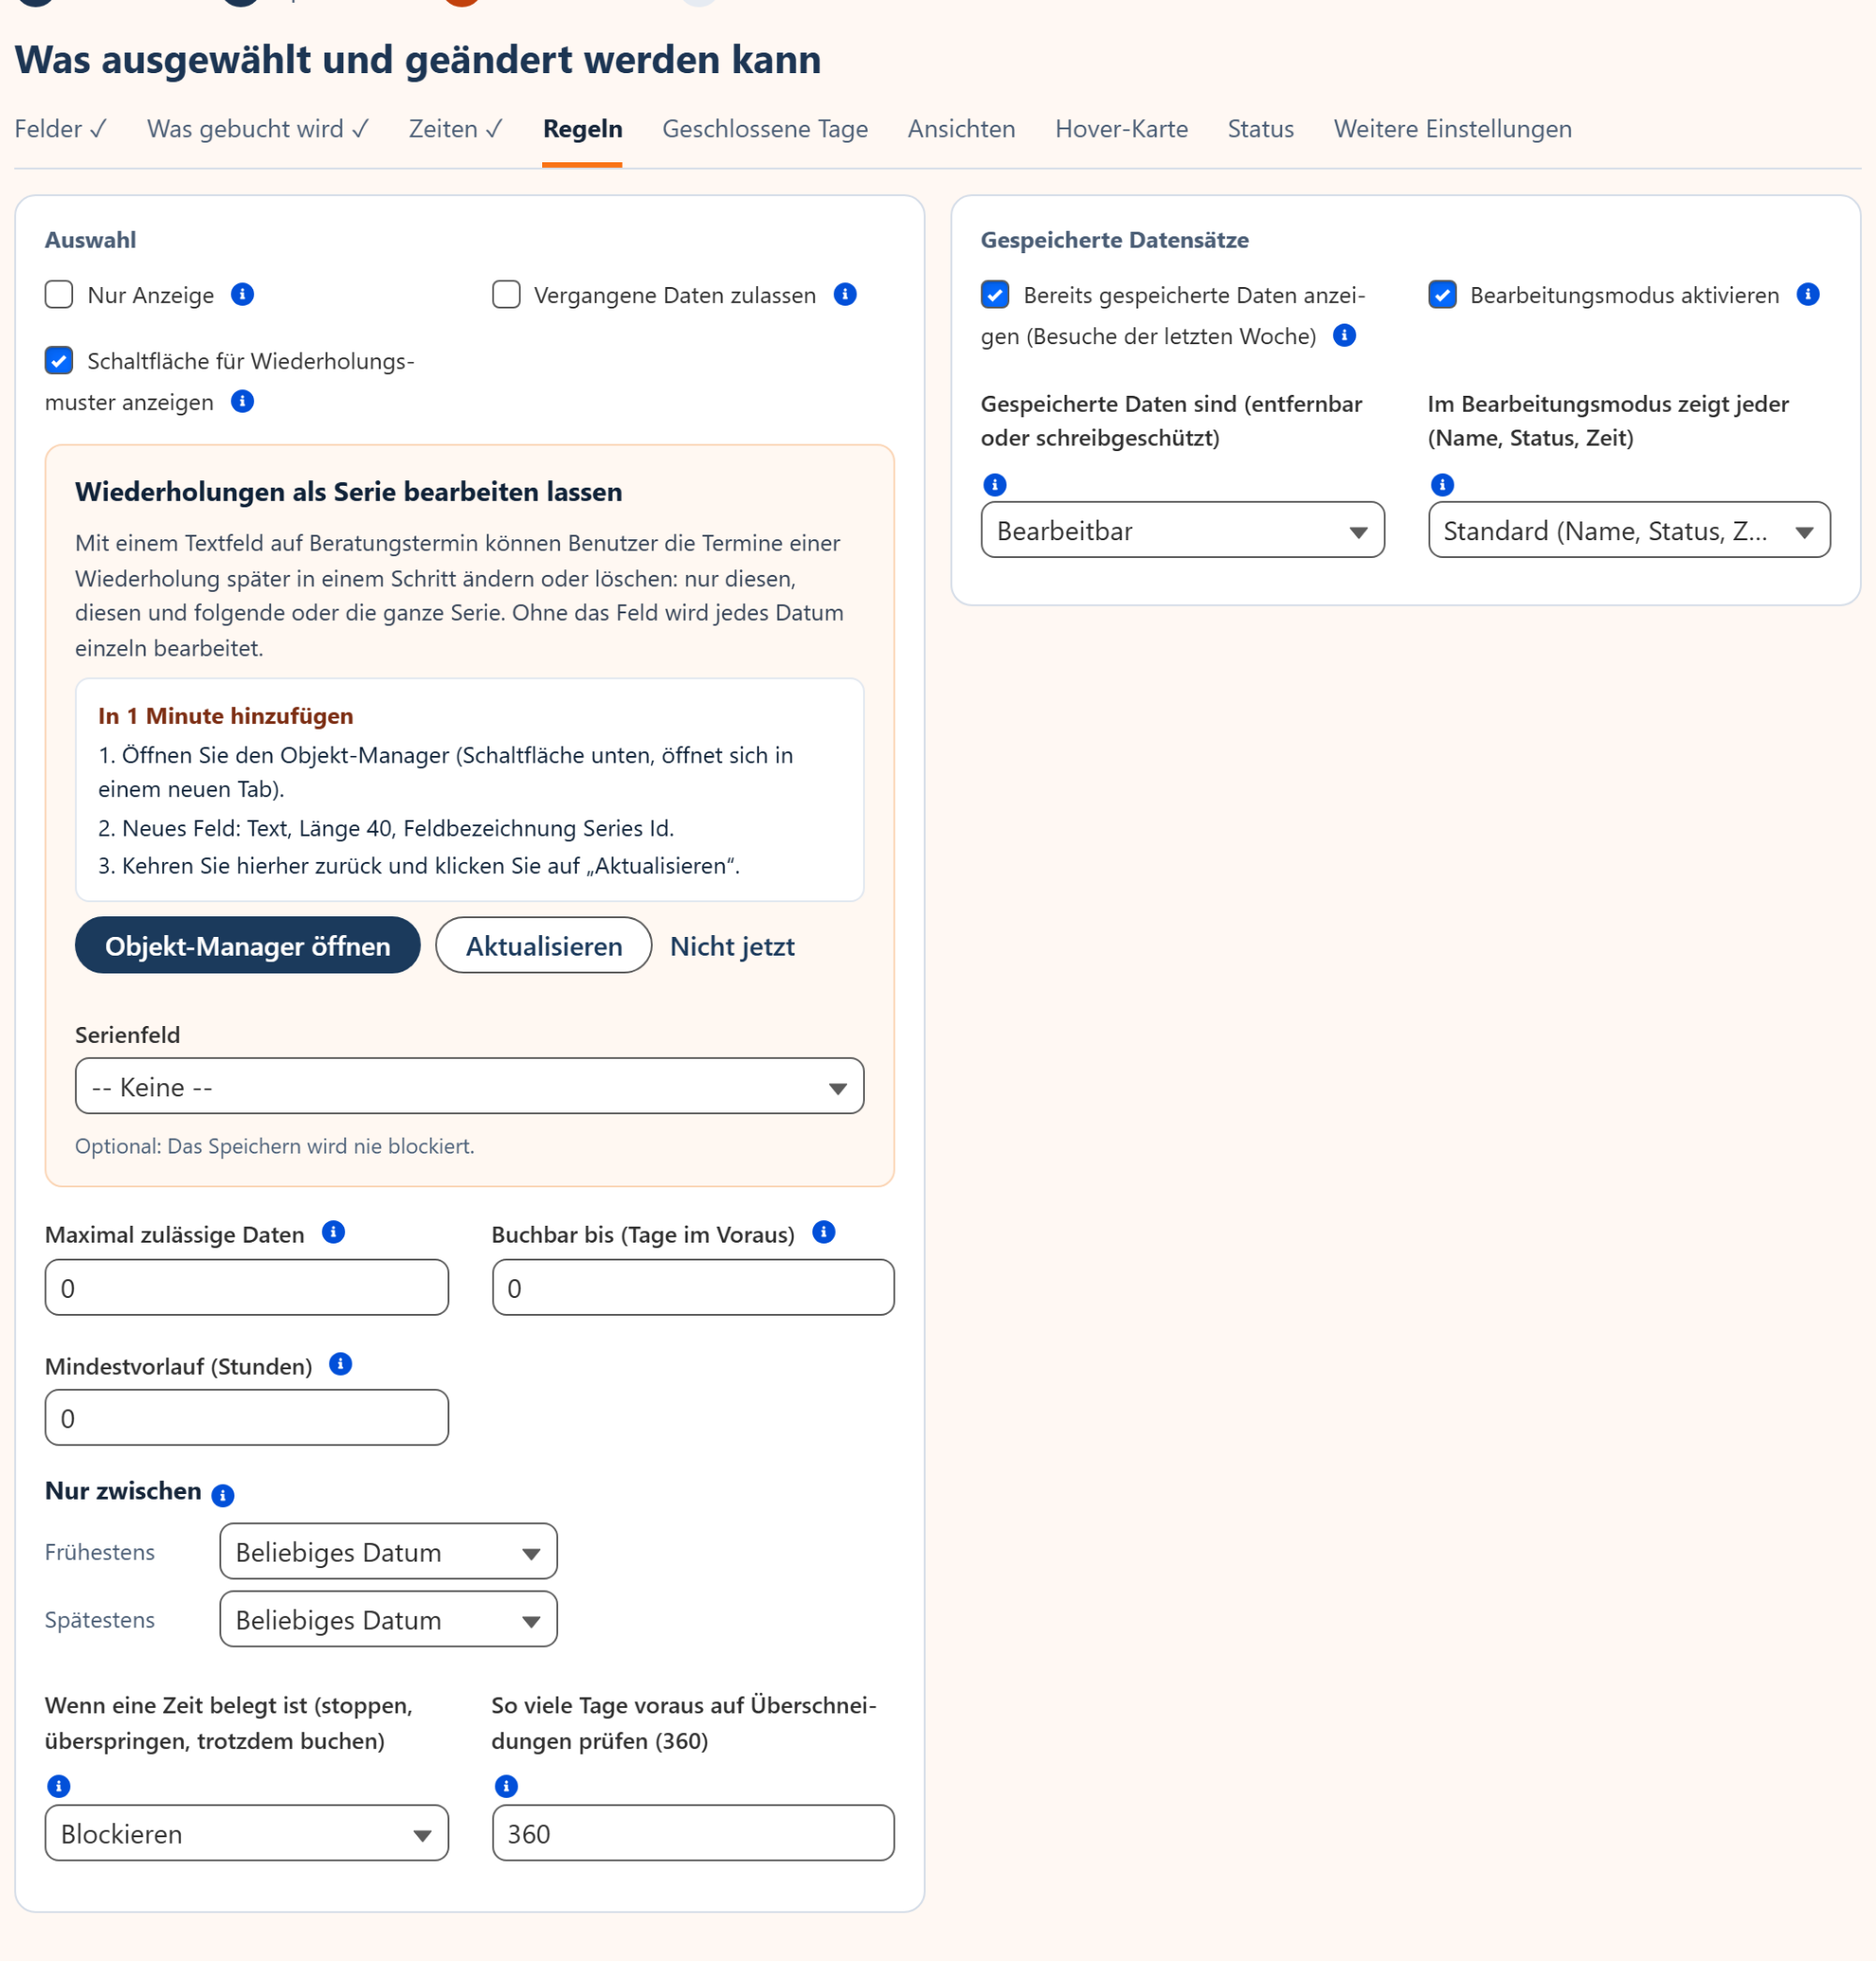 Was ausgewählt und geändert werden kann
Felder ✓ Was gebucht wird ✓ Zeiten ✓ Regeln Geschlossene Tage Ansichten Hover-Karte Status Weitere Einstellungen
Auswahl
Nur Anzeige
Vergangene Daten zulassen
Schaltfläche für Wiederholungs-
muster anzeigen
Wiederholungen als Serie bearbeiten lassen
Mit einem Textfeld auf Beratungstermin können Benutzer die Termine einer
Wiederholung später in einem Schritt ändern oder löschen: nur diesen,
diesen und folgende oder die ganze Serie. Ohne das Feld wird jedes Datum
einzeln bearbeitet.
In 1 Minute hinzufügen
1. Öffnen Sie den Objekt-Manager (Schaltfläche unten, öffnet sich in
einem neuen Tab).
2. Neues Feld: Text, Länge 40, Feldbezeichnung Series Id.
3. Kehren Sie hierher zurück und klicken Sie auf „Aktualisieren“.
Objekt-Manager öffnen Aktualisieren Nicht jetzt
Serienfeld
-- Keine --
Optional: Das Speichern wird nie blockiert.
Maximal zulässige Daten
0
Buchbar bis (Tage im Voraus)
0
Mindestvorlauf (Stunden)
0
Nur zwischen
Frühestens Beliebiges Datum
Spätestens Beliebiges Datum
Wenn eine Zeit belegt ist (stoppen,
überspringen, trotzdem buchen)
Blockieren
So viele Tage voraus auf Überschnei-
dungen prüfen (360)
360
Gespeicherte Datensätze
Bereits gespeicherte Daten anzei-
gen (Besuche der letzten Woche)
Bearbeitungsmodus aktivieren
Gespeicherte Daten sind (entfernbar
oder schreibgeschützt)
Bearbeitbar
Im Bearbeitungsmodus zeigt jeder
(Name, Status, Zeit)
Standard (Name, Status, Z...